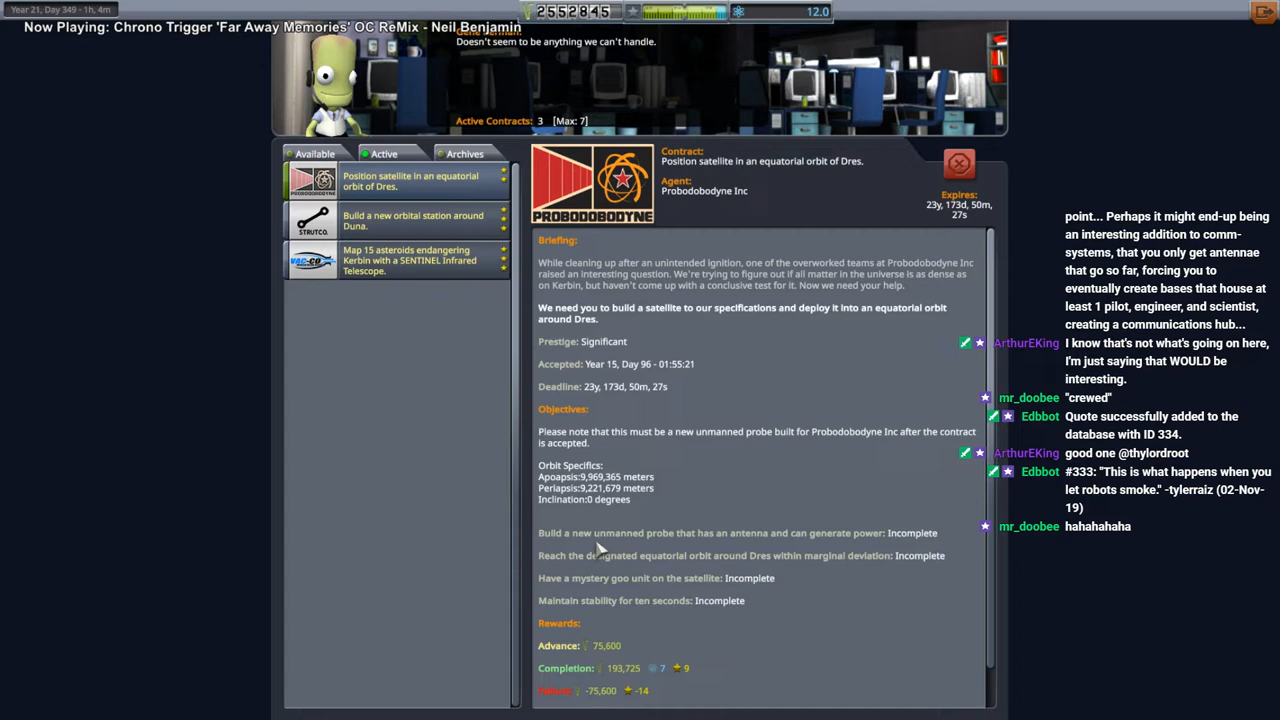 Year 21, Day 349 - 1h, 4m
2552845
12.0
Now Playing: Chrono Trigger 'Far Away Memories' OC ReMix - Neil Benjamin
Doesn't seem to be anything we can't handle.
Active Contracts: 3 [Max: 7]
Available
Active
Archives
Position satellite in an equatorial
orbit of Dres.
STRUTCO.
Build a new orbital station around
Duna.
VAC-CO
Map 15 asteroids endangering
Kerbin with a SENTINEL Infrared
Telescope.
PROBODOBODYNE
Contract:
Position satellite in an equatorial orbit of Dres.
Agent:
Probodobodyne Inc
Expires:
23y, 173d, 50m,
27s
Briefing:
While cleaning up after an unintended ignition, one of the overworked teams at Probodobodyne Inc
raised an interesting question. We're trying to figure out if all matter in the universe is as dense as
on Kerbin, but haven't come up with a conclusive test for it. Now we need your help.
We need you to build a satellite to our specifications and deploy it into an equatorial orbit
around Dres.
Prestige: Significant
Accepted: Year 15, Day 96 - 01:55:21
Deadline: 23y, 173d, 50m, 27s
Objectives:
Please note that this must be a new unmanned probe built for Probodobodyne Inc after the contract
is accepted.
Orbit Specifics:
Apoapsis:9,969,365 meters
Periapsis:9,221,679 meters
Inclination:0 degrees
Build a new unmanned probe that has an antenna and can generate power: Incomplete
Reach the designated equatorial orbit around Dres within marginal deviation: Incomplete
Have a mystery goo unit on the satellite: Incomplete
Maintain stability for ten seconds: Incomplete
Rewards:
Advance: 75,600
Completion: 193,725 7 9
Failure: -75,600 -14
point... Perhaps it might end-up being
an interesting addition to comm-
systems, that you only get antennae
that go so far, forcing you to
eventually create bases that house at
least 1 pilot, engineer, and scientist,
creating a communications hub...
ArthurEKing I know that's not what's going on here,
I'm just saying that WOULD be
interesting.
mr_doobee "crewed"
Edbbot Quote successfully added to the
database with ID 334.
ArthurEKing good one @thylordroot
Edbbot #333: "This is what happens when you
let robots smoke." -tylerraiz (02-Nov-
19)
mr_doobee hahahahaha